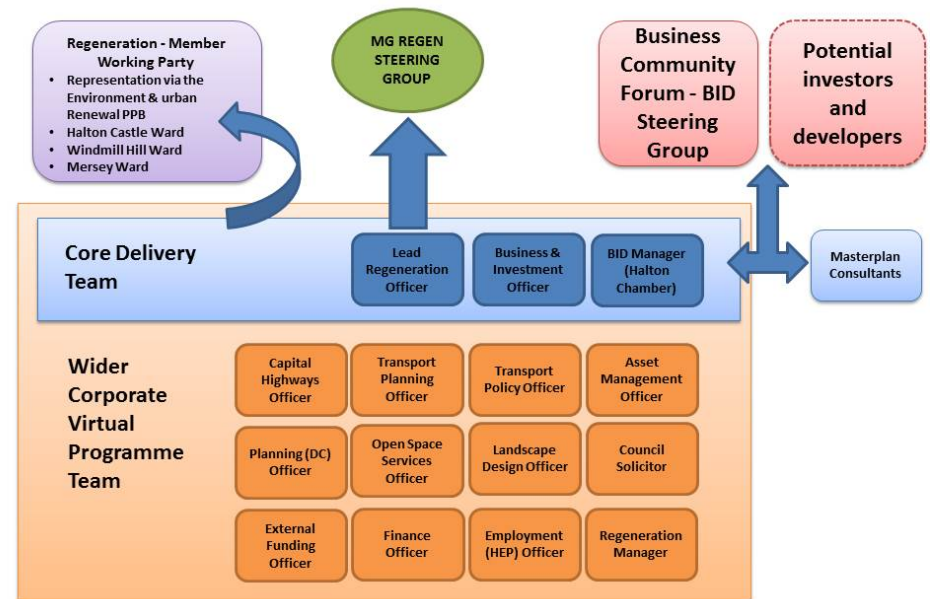 Regeneration - Member
Working Party
• Representation via the
Environment & urban
Renewal PPB
• Halton Castle Ward
• Windmill Hill Ward
• Mersey Ward
MG REGEN
STEERING
GROUP
Business
Community
Forum - BID
Steering
Group
Potential
investors
and
developers
Core Delivery
Team
Lead
Regeneration
Officer
Business &
Investment
Officer
BID Manager
(Halton
Chamber)
Masterplan
Consultants
Wider
Corporate
Virtual
Programme
Team
Capital
Highways
Officer
Transport
Planning
Officer
Transport
Policy Officer
Asset
Management
Officer
Planning (DC)
Officer
Open Space
Services
Officer
Landscape
Design Officer
Council
Solicitor
External
Funding
Officer
Finance
Officer
Employment
(HEP) Officer
Regeneration
Manager